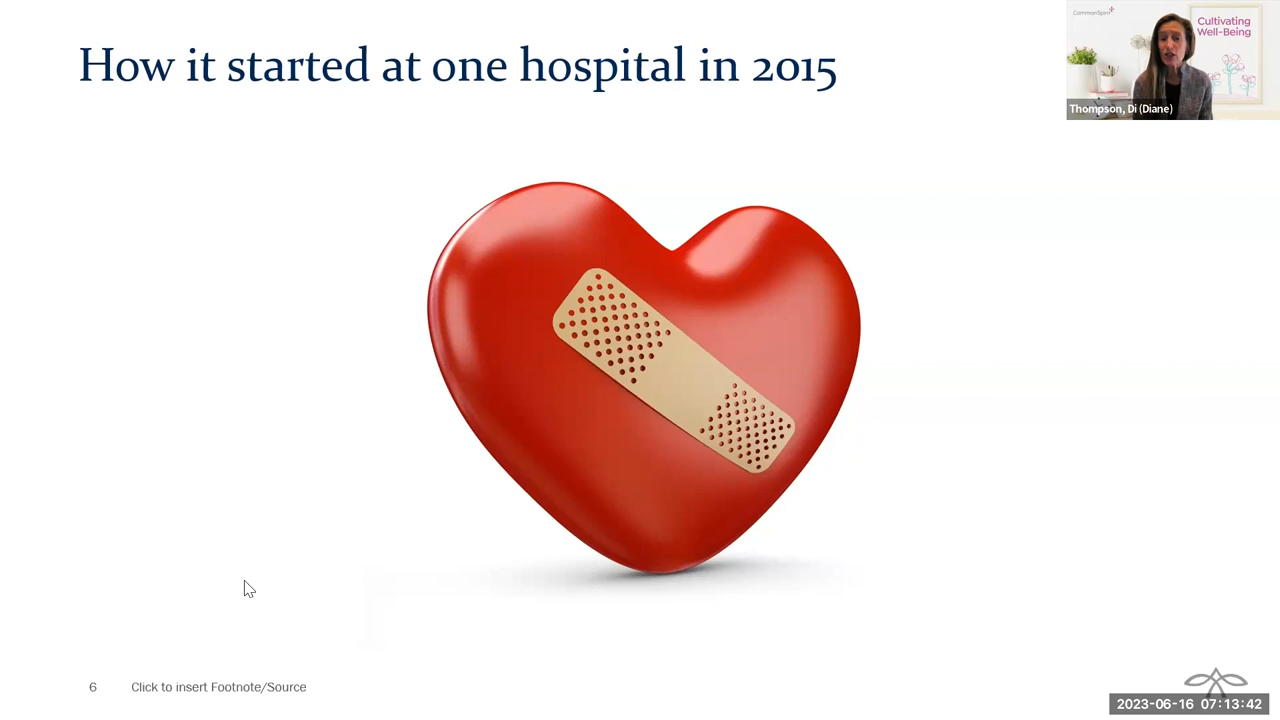 How it started at one hospital in 2015
CommonSpirit
Cultivating
Well-Being
Thompson, Di (Diane)
6
Click to insert Footnote/Source
2023-06-16 07:13:42